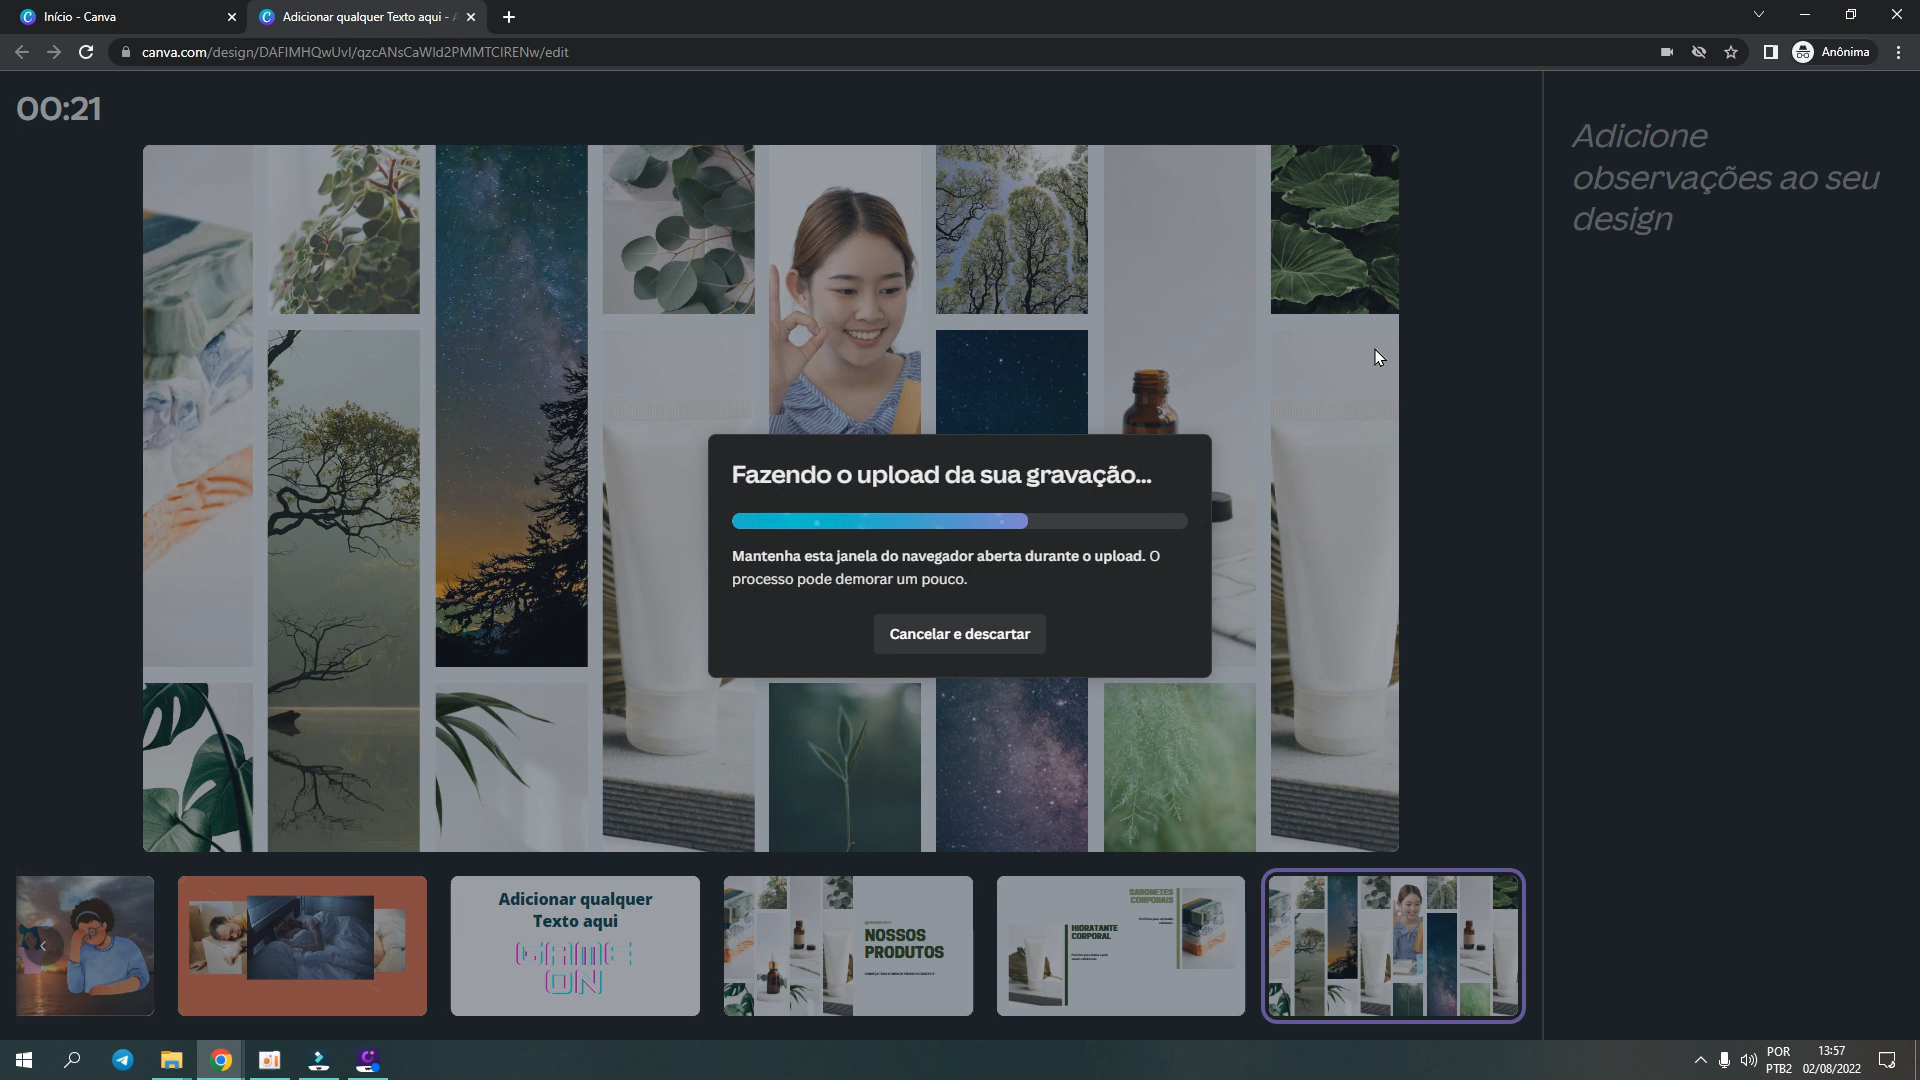 Início - Canva
Adicionar qualquer Texto aqui - A
canva.com/design/DAFIMHQwUvI/qzcANsCaWId2PMMTCIRENw/edit
Anônima
00:21
Adicione
observações ao seu
design
Fazendo o upload da sua gravação...
Mantenha esta janela do navegador aberta durante o upload. O
processo pode demorar um pouco.
Cancelar e descartar
Adicionar qualquer
Texto aqui
GAME
ON
NOSSOS
PRODUTOS
SABONETES
CORPORAIS
HIDRATANTE
CORPORAL
POR
PTB2
13:57
02/08/2022